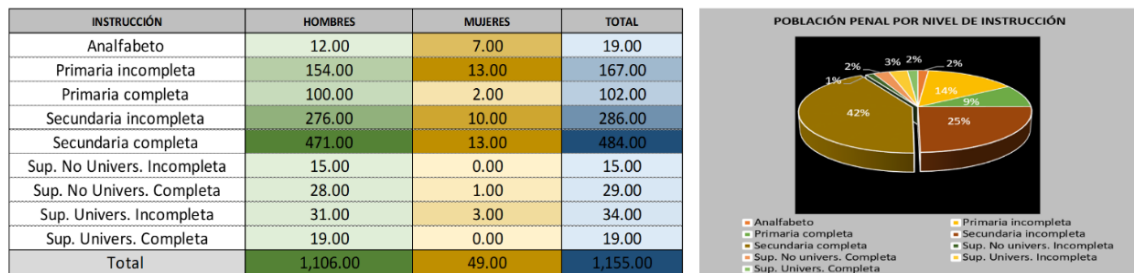 INSTRUCCIÓN HOMBRES MUJERES TOTAL
Analfabeto 12.00 7.00 19.00
Primaria incompleta 154.00 13.00 167.00
Primaria completa 100.00 2.00 102.00
Secundaria incompleta 276.00 10.00 286.00
Secundaria completa 471.00 13.00 484.00
Sup. No Univers. Incompleta 15.00 0.00 15.00
Sup. No Univers. Completa 28.00 1.00 29.00
Sup. Univers. Incompleta 31.00 3.00 34.00
Sup. Univers. Completa 19.00 0.00 19.00
Total 1,106.00 49.00 1,155.00
POBLACIÓN PENAL POR NIVEL DE INSTRUCCIÓN
2% 3% 2% 2%
1% 14%
9%
42% 25%
Analfabeto Primaria incompleta
Primaria completa Secundaria incompleta
Secundaria completa Sup. No univers. Incompleta
Sup. No univers. Completa Sup. Univers. Incompleta
Sup. Univers. Completa